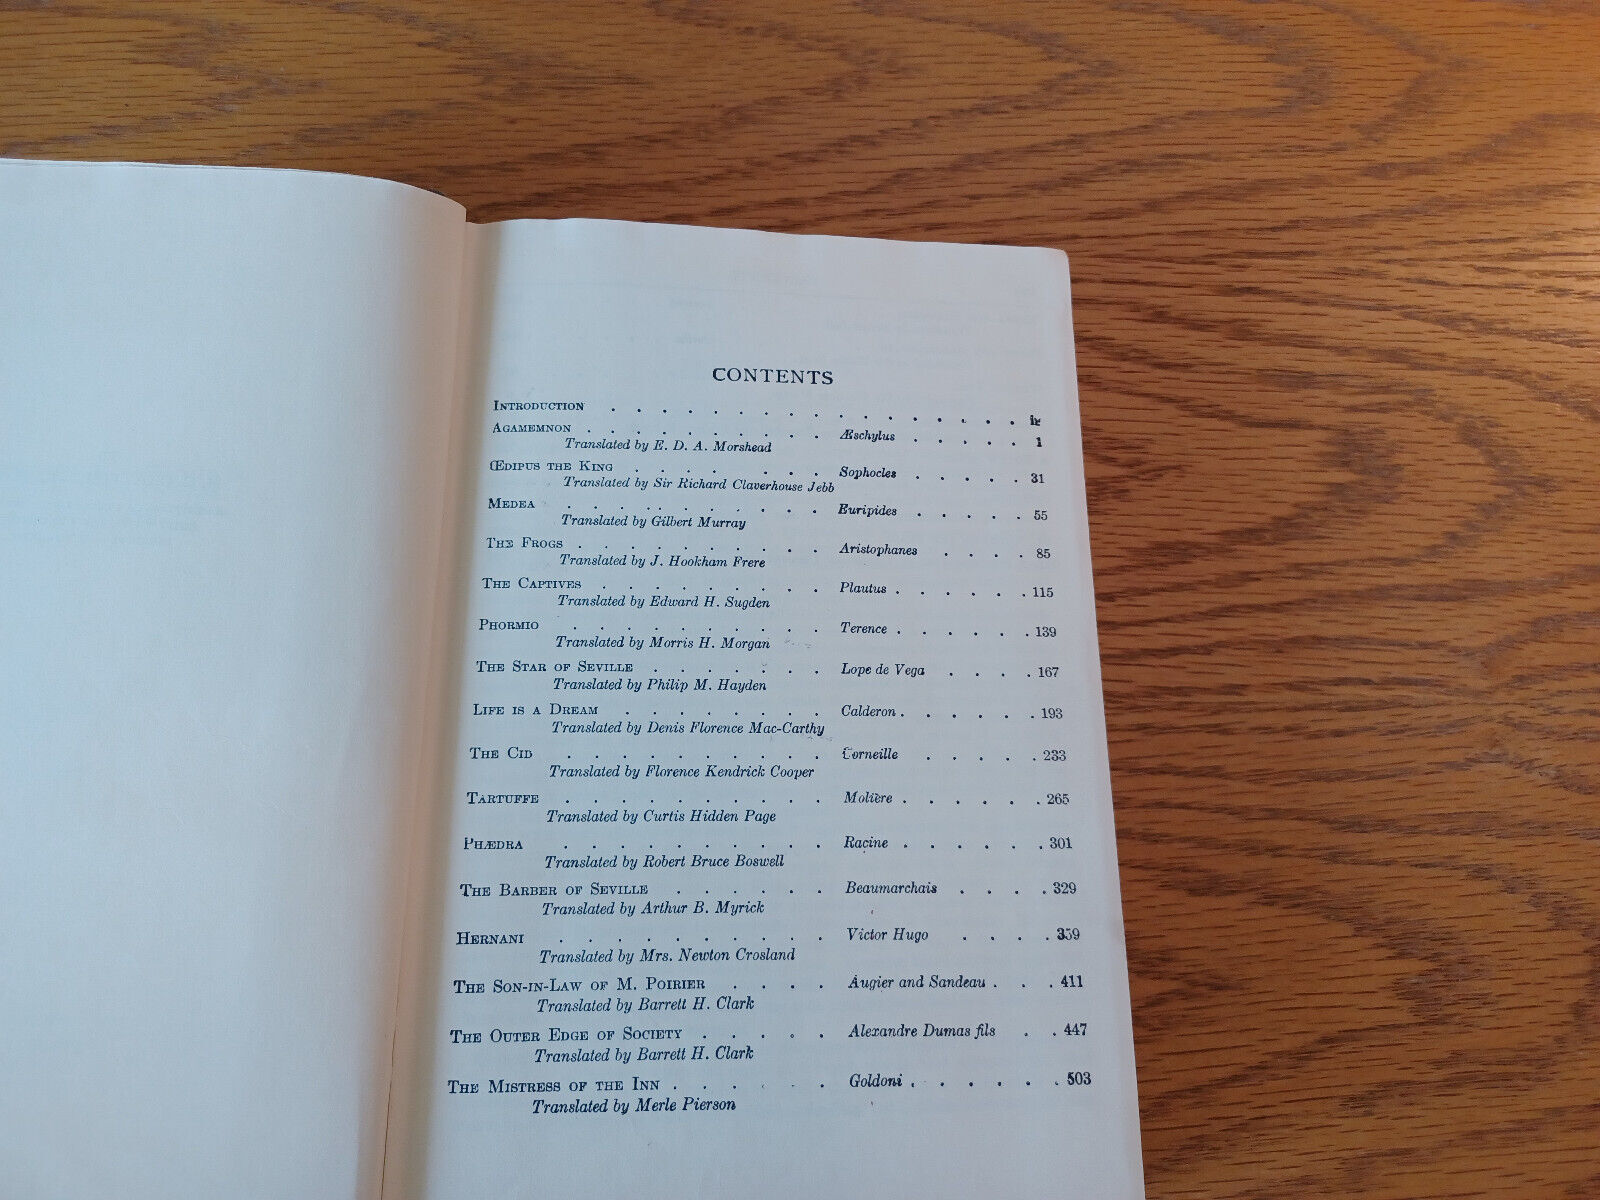 CONTENTS
INTRODUCTION . . . . . . . . . . . . . . . . . ix
AGAMEMNON . . . . . . . . . . Æschylus . . . . . 1
Translated by E. D. A. Morshead
ŒDIPUS THE KING . . . . . . . Sophocles . . . . . 31
Translated by Sir Richard Claverhouse Jebb
MEDEA . . . . . . . . . . Euripides . . . . . 55
Translated by Gilbert Murray
THE FROGS . . . . . . . . . . Aristophanes . . . . 85
Translated by J. Hookham Frere
THE CAPTIVES . . . . . . . . . Plautus . . . . . . 115
Translated by Edward H. Sugden
PHORMIO . . . . . . . . . . Terence . . . . . . 139
Translated by Morris H. Morgan
THE STAR OF SEVILLE . . . . . . . Lope de Vega . . . . 167
Translated by Philip M. Hayden
LIFE IS A DREAM . . . . . . . . Calderon . . . . . . 193
Translated by Denis Florence Mac-Carthy
THE CID . . . . . . . . . . Corneille . . . . . 233
Translated by Florence Kendrick Cooper
TARTUFFE . . . . . . . . . . Molière . . . . . . 265
Translated by Curtis Hidden Page
PHÆDRA . . . . . . . . . . Racine . . . . . . 301
Translated by Robert Bruce Boswell
THE BARBER OF SEVILLE . . . . . . Beaumarchais . . . . 329
Translated by Arthur B. Myrick
HERNANI . . . . . . . . . . Victor Hugo . . . . 359
Translated by Mrs. Newton Crosland
THE SON-IN-LAW OF M. POIRIER . . . . Augier and Sandeau . . . 411
Translated by Barrett H. Clark
THE OUTER EDGE OF SOCIETY . . . . . Alexandre Dumas fils . . 447
Translated by Barrett H. Clark
THE MISTRESS OF THE INN . . . . . . Goldoni . . . . . . 503
Translated by Merle Pierson